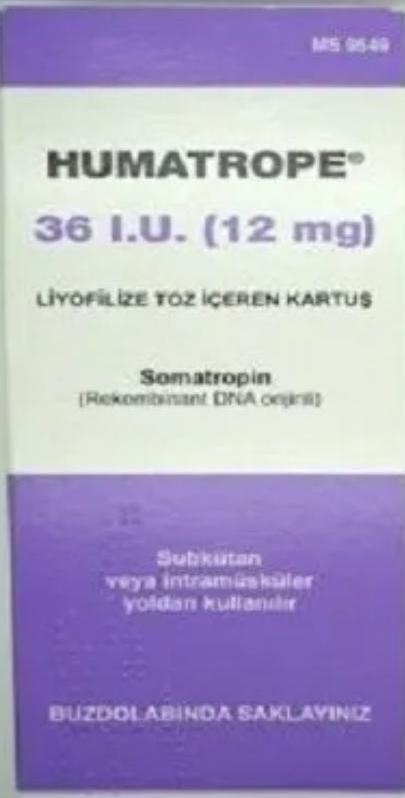 MS 9549
HUMATROPE®
36 I.U. (12 mg)
LİYOFİLİZE TOZ İÇEREN KARTUŞ
Somatropin
(Rekombinant DNA orijinli)
Subkütan
veya intramüsküler
yoldan kullanılır
BUZDOLABINDA SAKLAYINIZ